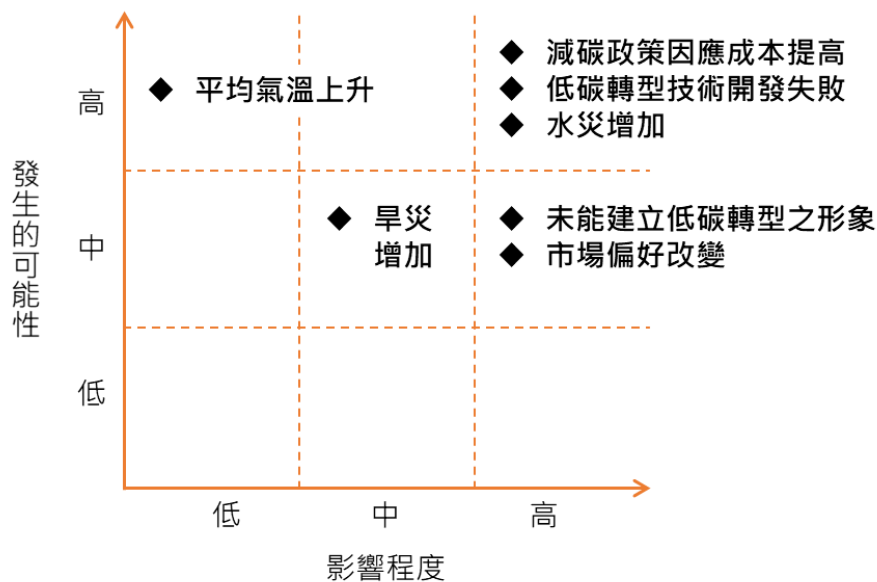 發生的可能性
高
中
低
平均氣溫上升
減碳政策因應成本提高
低碳轉型技術開發失敗
水災增加
旱災
增加
未能建立低碳轉型之形象
市場偏好改變
低
中
高
影響程度